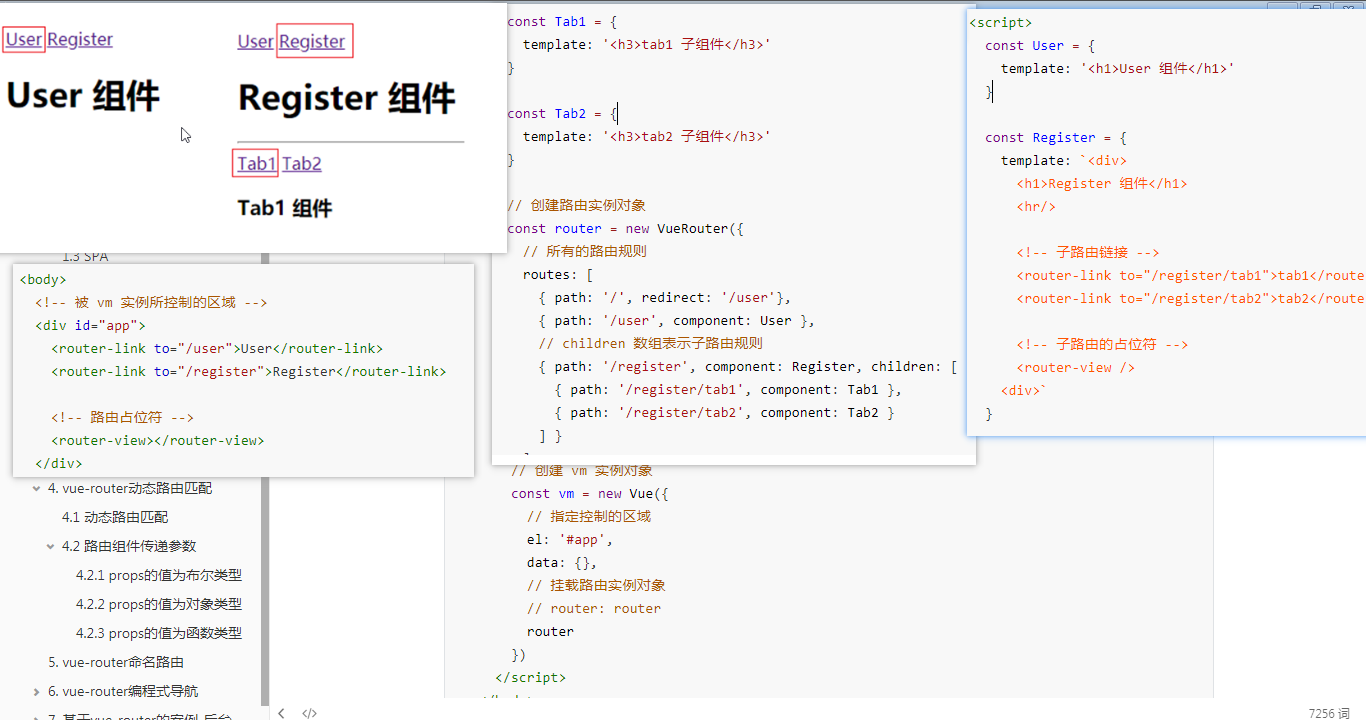 User Register
User 组件
User Register
Register 组件
Tab1 Tab2
Tab1 组件
1.3 SPA
<body>
<!-- 被 vm 实例所控制的区域 -->
<div id="app">
<router-link to="/user">User</router-link>
<router-link to="/register">Register</router-link>
<!-- 路由占位符 -->
<router-view></router-view>
</div>
4. vue-router动态路由匹配
4.1 动态路由匹配
4.2 路由组件传递参数
4.2.1 props的值为布尔类型
4.2.2 props的值为对象类型
4.2.3 props的值为函数类型
5. vue-router命名路由
6. vue-router编程式导航
7. 基于vue-router的案例-后台
const Tab1 = {
template: '<h3>tab1 子组件</h3>'
}
const Tab2 = {
template: '<h3>tab2 子组件</h3>'
}
// 创建路由实例对象
const router = new VueRouter({
// 所有的路由规则
routes: [
{ path: '/', redirect: '/user'},
{ path: '/user', component: User },
// children 数组表示子路由规则
{ path: '/register', component: Register, children: [
{ path: '/register/tab1', component: Tab1 },
{ path: '/register/tab2', component: Tab2 }
] }
// 创建 vm 实例对象
const vm = new Vue({
// 指定控制的区域
el: '#app',
data: {},
// 挂载路由实例对象
// router: router
router
})
</script>
<script>
const User = {
template: '<h1>User 组件</h1>'
}
const Register = {
template: `<div>
<h1>Register 组件</h1>
<hr/>
<!-- 子路由链接 -->
<router-link to="/register/tab1">tab1</route
<router-link to="/register/tab2">tab2</route
<!-- 子路由的占位符 -->
<router-view />
<div>`
}
7256 词